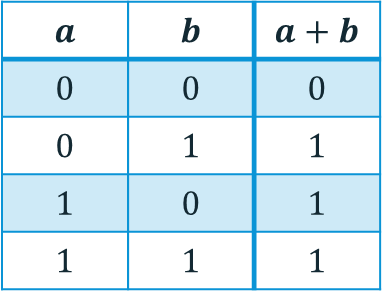 a b a + b
0 0 0
0 1 1
1 0 1
1 1 1